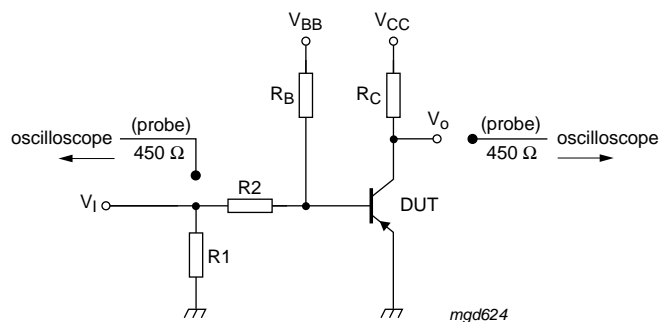 V_BB
V_CC
R_B
R_C
V_o
(probe)
oscilloscope
450 Ω
(probe)
oscilloscope
450 Ω
R2
DUT
V_I
R1
mgd624